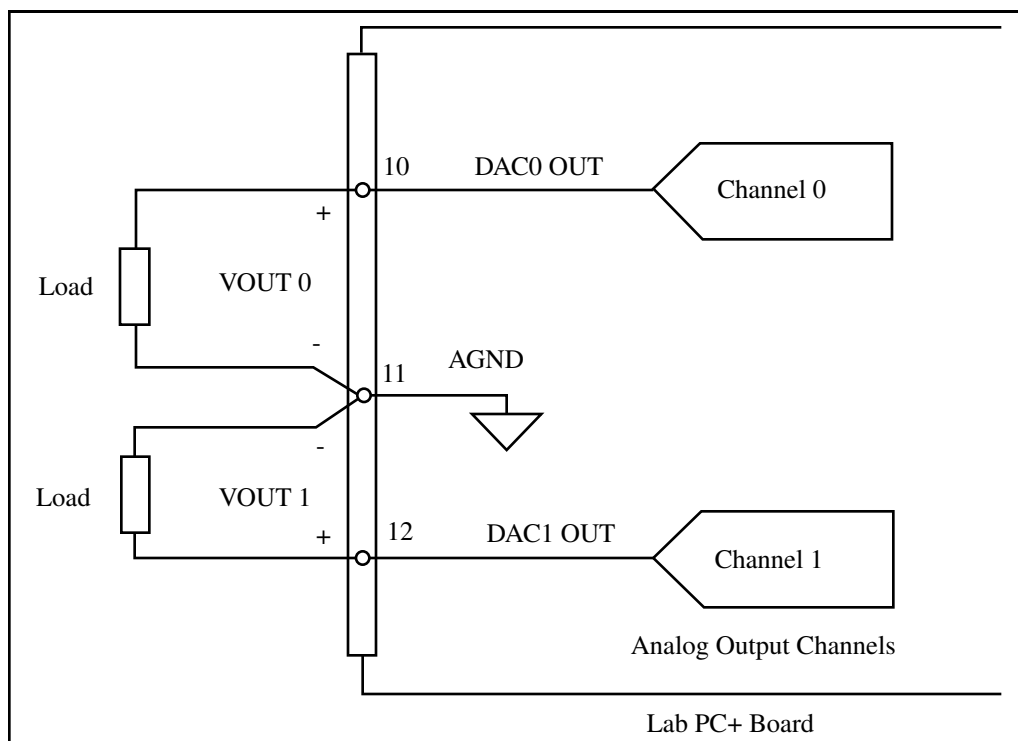 10
DAC0 OUT
Channel 0
+
Load
VOUT 0
-
11
AGND
-
Load
VOUT 1
+
12
DAC1 OUT
Channel 1
Analog Output Channels
Lab PC+ Board